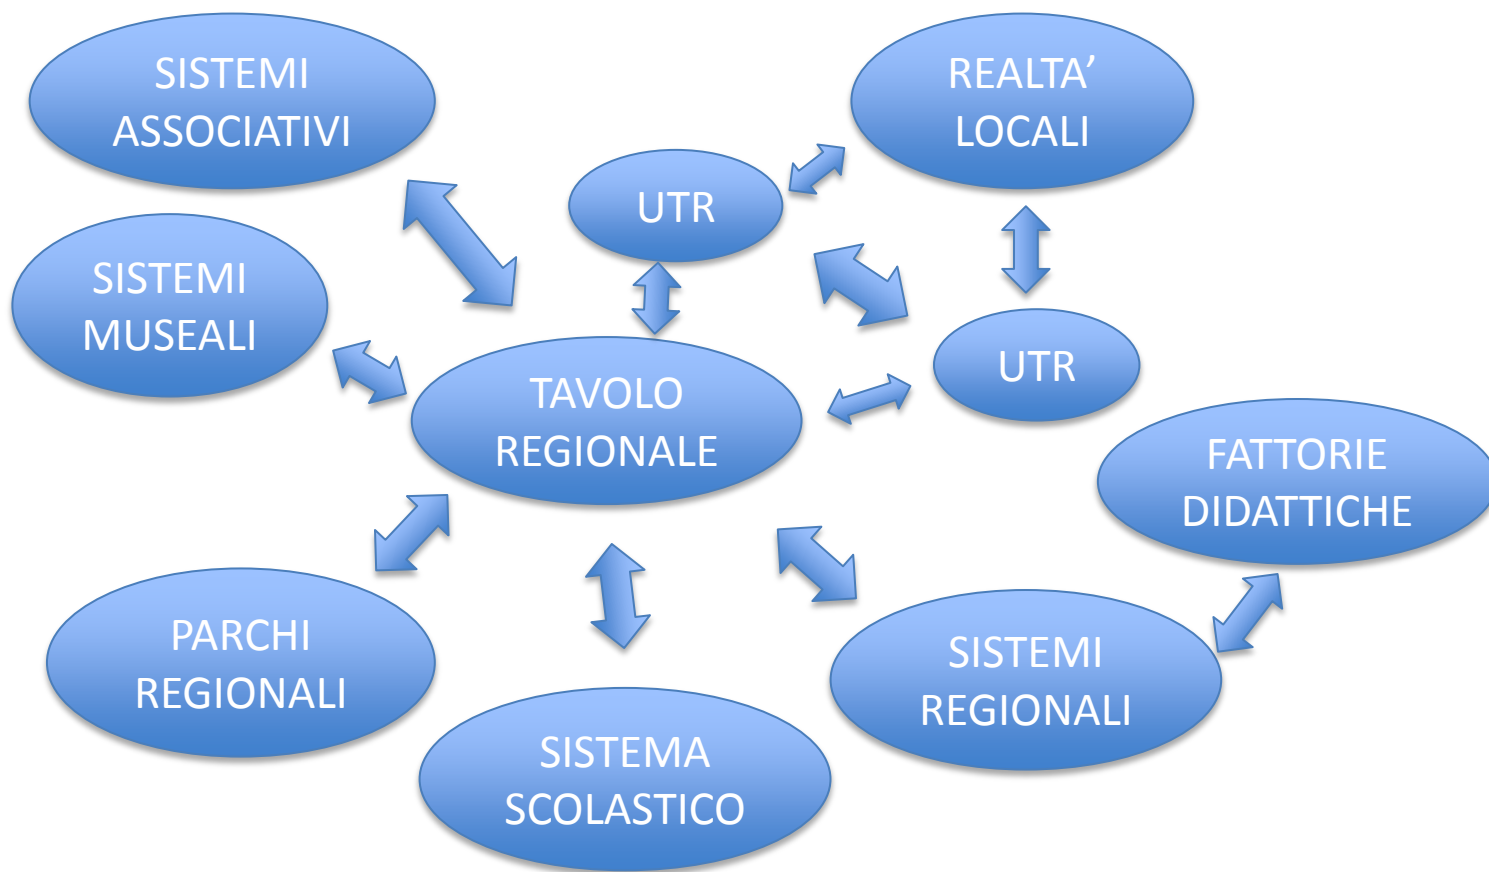 SISTEMI
ASSOCIATIVI
REALTA’
LOCALI
UTR
SISTEMI
MUSEALI
UTR
TAVOLO
REGIONALE
FATTORIE
DIDATTICHE
PARCHI
REGIONALI
SISTEMI
REGIONALI
SISTEMA
SCOLASTICO